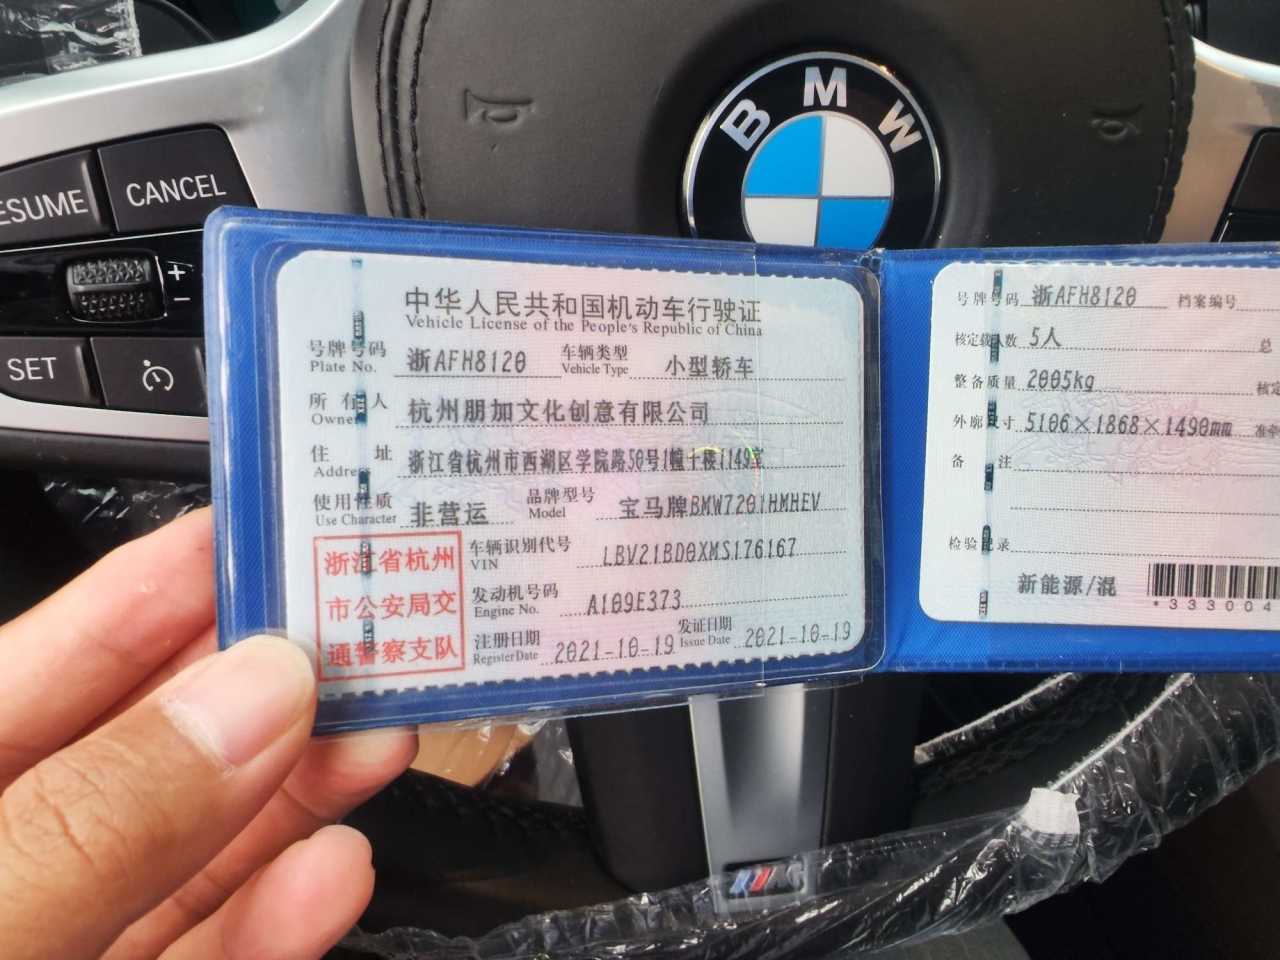 BMW
RESUME
CANCEL
+
−
SET
中华人民共和国机动车行驶证
Vehicle License of the People's Republic of China
号牌号码 浙AFH8120 车辆类型 小型轿车
Plate No. Vehicle Type
所有人 杭州朋加文化创意有限公司
Owner
住址 浙江省杭州市西湖区学院路50号1幢十楼1149室
Address
使用性质 非营运 品牌型号 宝马牌BMW7201HMHEV
Use Character Model
浙江省杭州市公安局交通警察支队
车辆识别代号 LBV21BD0XMS176167
VIN
发动机号码 A109E373
Engine No.
注册日期 2021-10-19 发证日期 2021-10-19
Register Date Issue Date
号牌号码 浙AFH8120 档案编号
核定载人数 5人 总
整备质量 2005kg 核定
外廓尺寸 5106×1868×1490mm 准牵
备注
检验记录
新能源/混
*333004